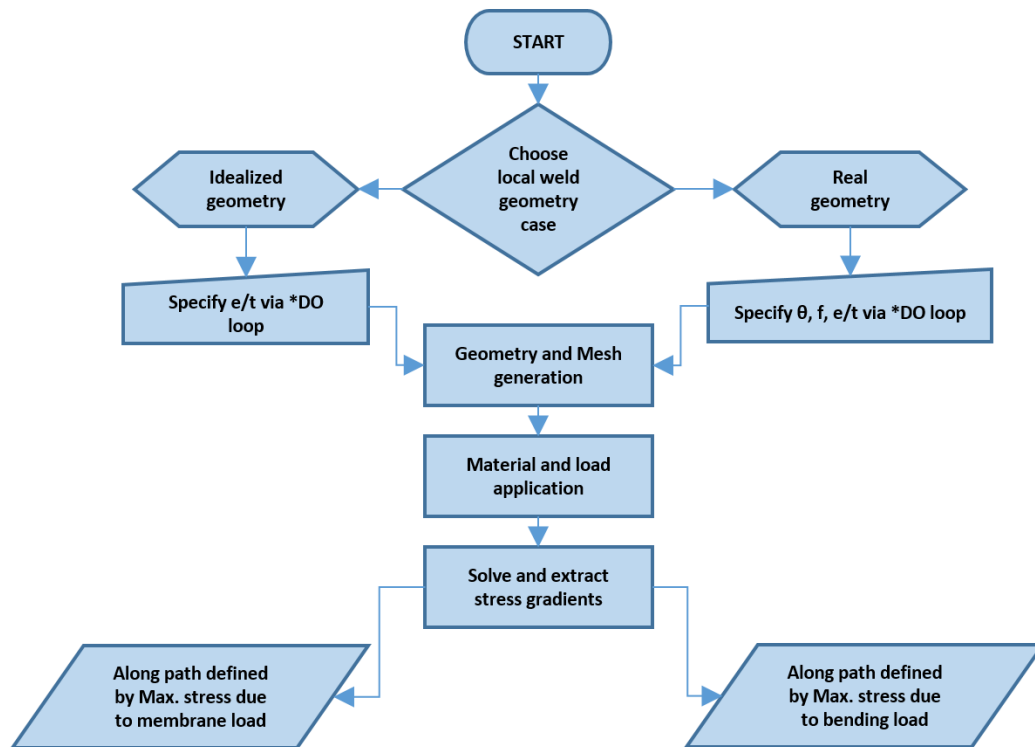 START
Choose
local weld
geometry
case
Idealized
geometry
Real
geometry
Specify e/t via *DO
loop
Specify θ, f, e/t via *DO loop
Geometry and Mesh
generation
Material and load
application
Solve and extract
stress gradients
Along path defined
by Max. stress due
to membrane load
Along path defined
by Max. stress due
to bending load